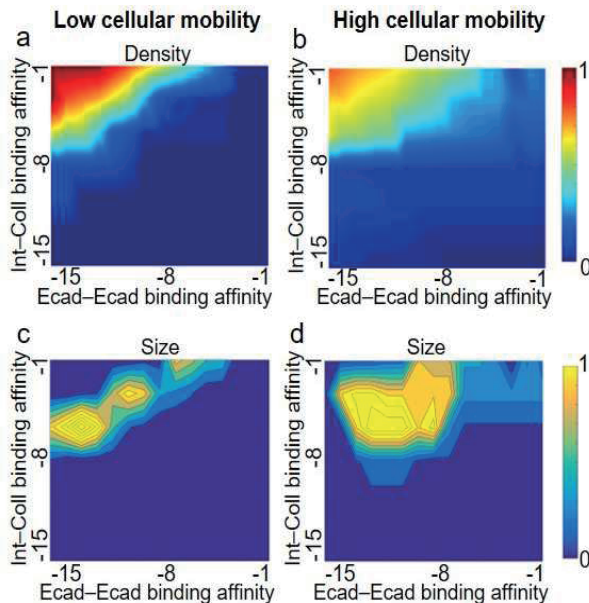 Low cellular mobility High cellular mobility
a b
Density Density
Int–Coll binding affinity
-1
-8
-15
-15 -8 -1
Ecad–Ecad binding affinity
Int–Coll binding affinity
-1
-8
-15
-15 -8 -1
Ecad–Ecad binding affinity
1
0
c d
Size Size
Int–Coll binding affinity
-1
-8
-15
-15 -8 -1
Ecad–Ecad binding affinity
Int–Coll binding affinity
-1
-8
-15
-15 -8 -1
Ecad–Ecad binding affinity
1
0